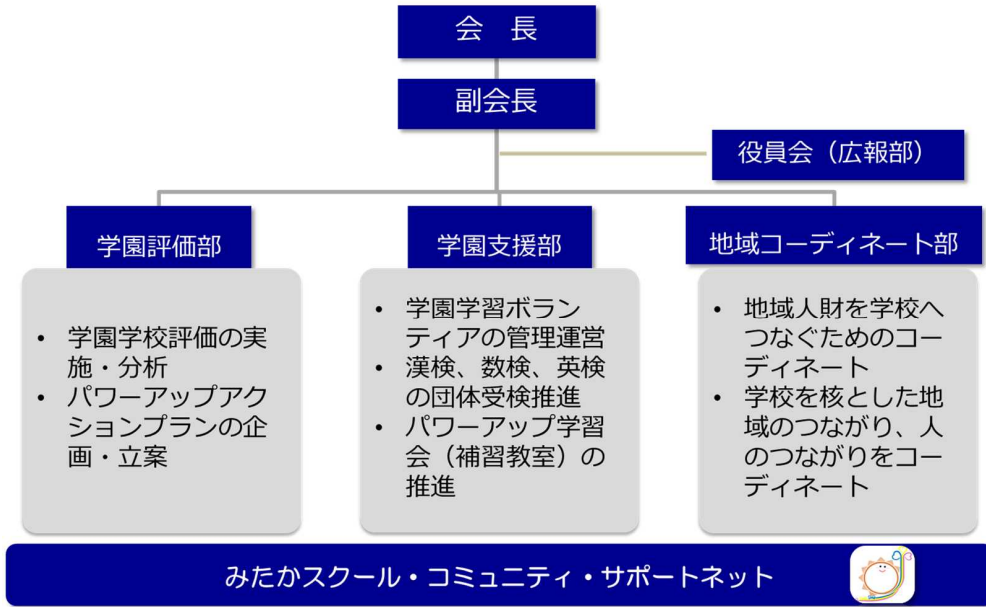 会　長
副会長
役員会（広報部）
学園評価部
• 学園学校評価の実
施・分析
• パワーアップアク
ションプランの企
画・立案
学園支援部
• 学園学習ボラン
ティアの管理運営
• 漢検、数検、英検
の団体受検推進
• パワーアップ学習
会（補習教室）の
推進
地域コーディネート部
• 地域人財を学校へ
つなぐためのコー
ディネート
• 学校を核とした地
域のつながり、人
のつながりをコー
ディネート
みたかスクール・コミュニティ・サポートネット